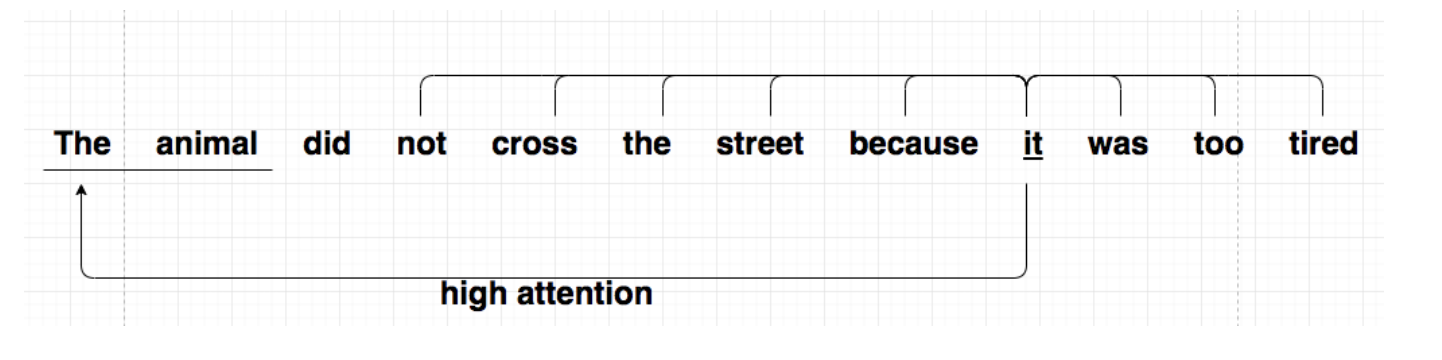 The animal did not cross the street because it was too tired
high attention